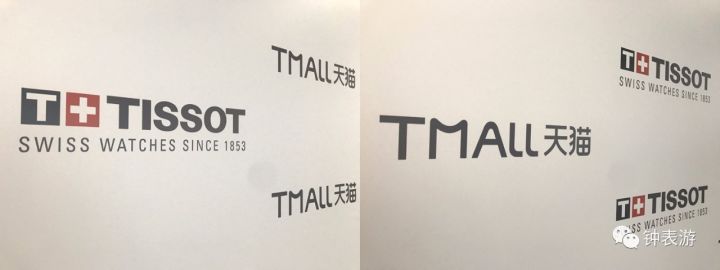 TMALL天猫
T+ TISSOT
SWISS WATCHES SINCE 1853
TMALL天猫
T+ TISSOT
SWISS WATCHES SINCE 1853
TMALL天猫
T+ TISSOT
SWISS WATCHES SINCE 1853
钟表游